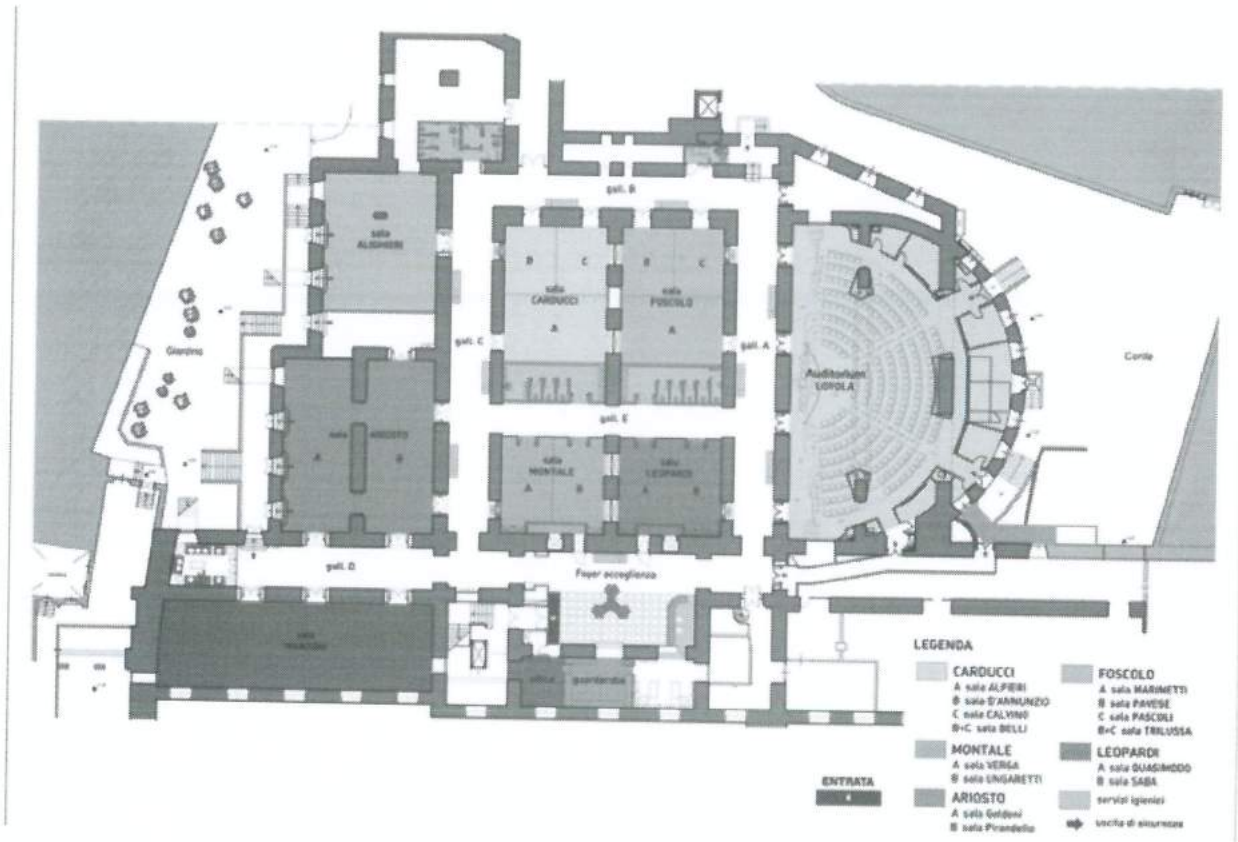 gall. B
sala
ALIGHIERI
B
C
sala
CARDUCCI
A
B
C
sala
FOSCOLO
A
gall. C
gall. A
Giardino
Auditorium
LOYOLA
Corte
gall. E
sala
ARIOSTO
A
B
sala
MONTALE
A
B
sala
LEOPARDI
A
B
gall. D
Foyer accoglienza
sala
office
guardaroba
LEGENDA
CARDUCCI
A sala ALFIERI
B sala D'ANNUNZIO
C sala CALVINO
B+C sala BELLI
FOSCOLO
A sala MARINETTI
B sala PAVESE
C sala PASCOLI
B+C sala TRILUSSA
MONTALE
A sala VERGA
B sala UNGARETTI
LEOPARDI
A sala QUASIMODO
B sala SABA
ENTRATA
ARIOSTO
A sala Goldoni
B sala Pirandello
servizi igienici
uscita di sicurezza